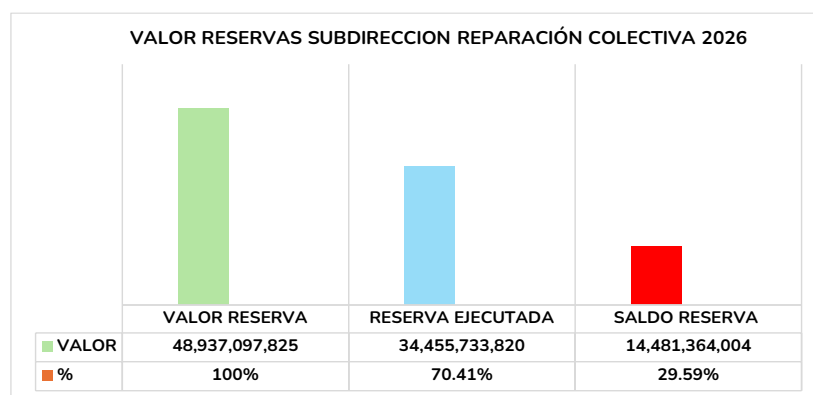 VALOR RESERVAS SUBDIRECCION REPARACIÓN COLECTIVA 2026
VALOR RESERVA RESERVA EJECUTADA SALDO RESERVA
VALOR 48,937,097,825 34,455,733,820 14,481,364,004
% 100% 70.41% 29.59%